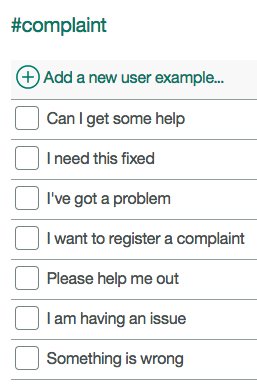 #complaint
Add a new user example...
Can I get some help
I need this fixed
I've got a problem
I want to register a complaint
Please help me out
I am having an issue
Something is wrong